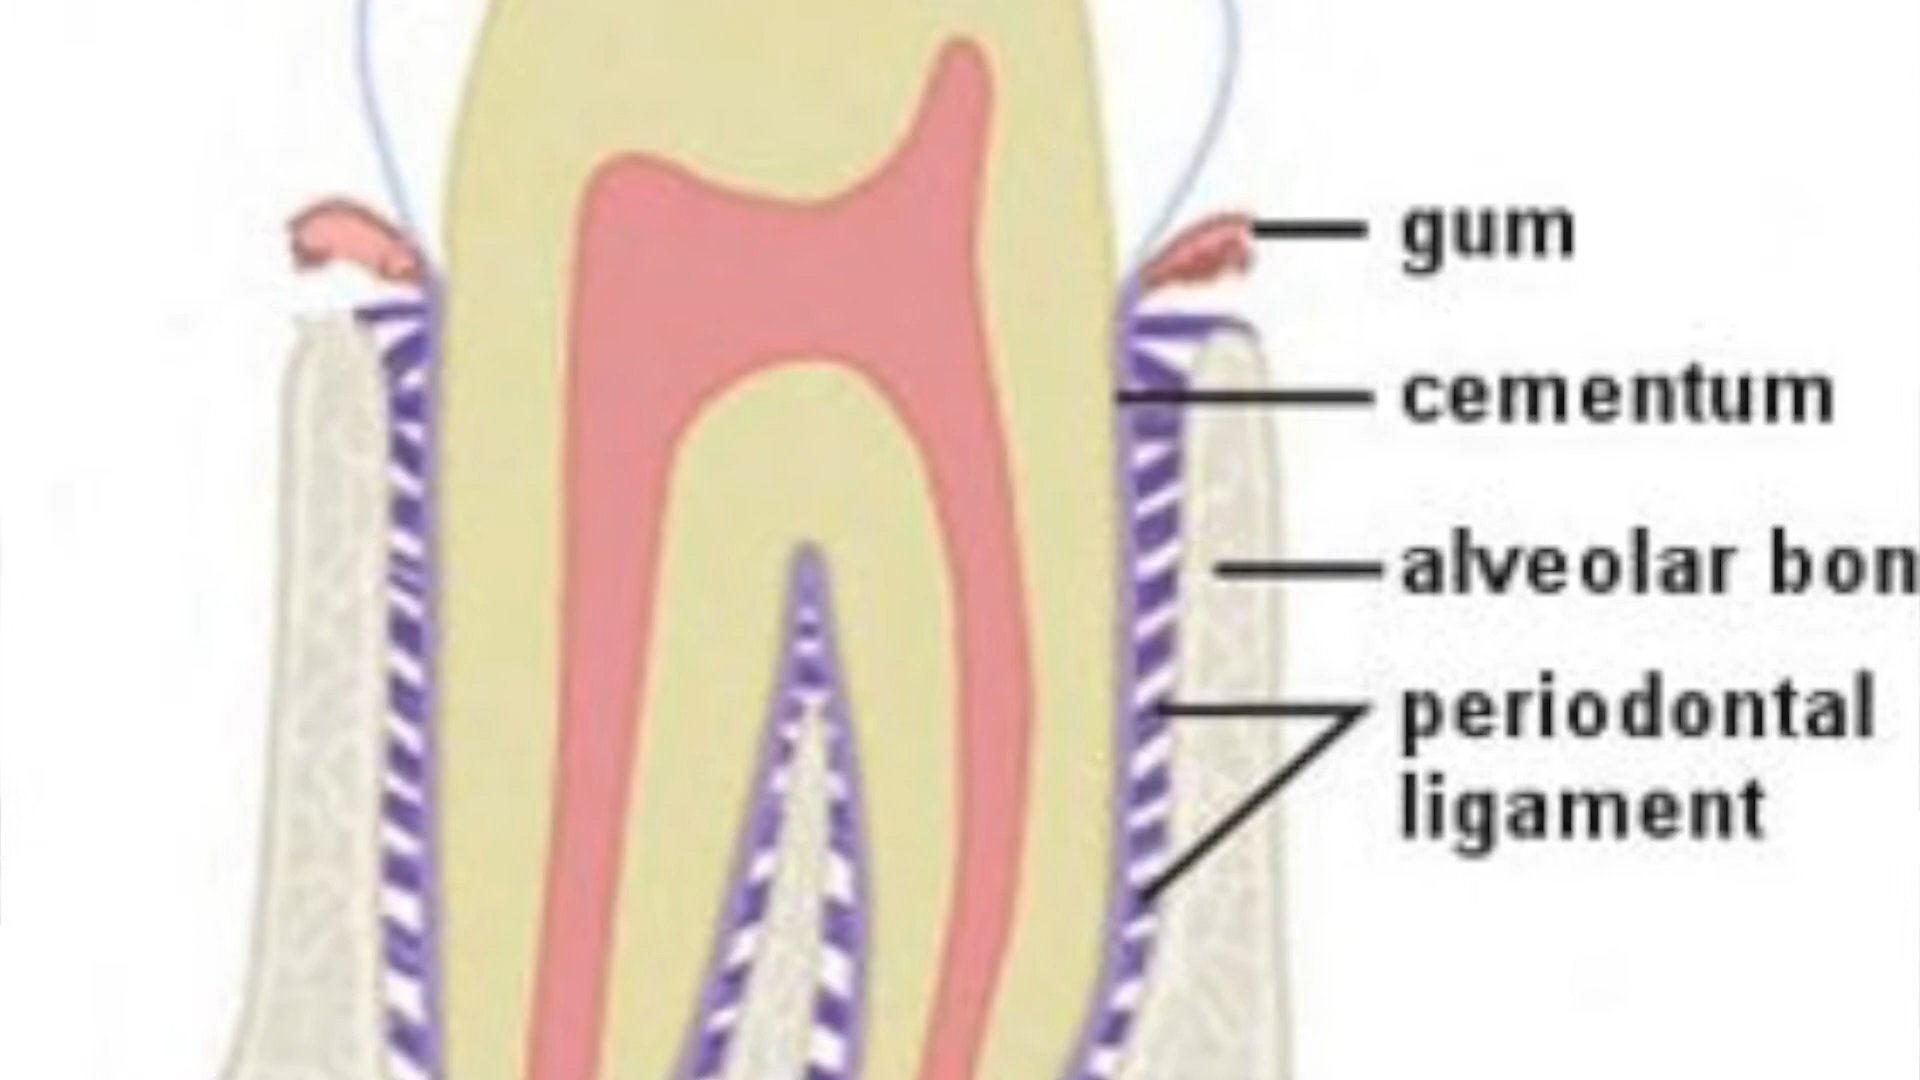 gum
cementum
alveolar bon
periodontal
ligament